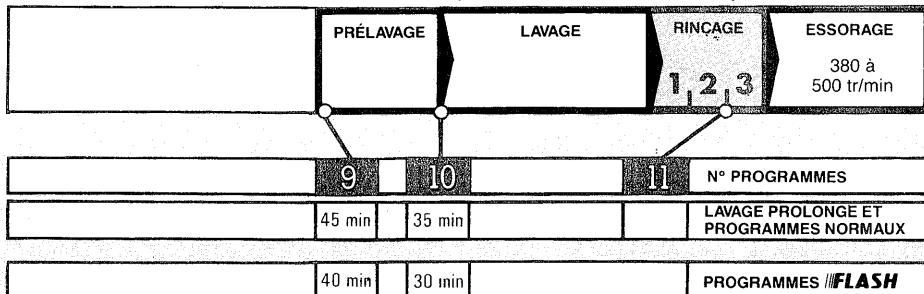 PRÉLAVAGE LAVAGE RINÇAGE ESSORAGE
380 à
500 tr/min
1 2 3
9 10 11 N° PROGRAMMES
45 min 35 min LAVAGE PROLONGE ET
PROGRAMMES NORMAUX
40 min 30 min PROGRAMMES FLASH